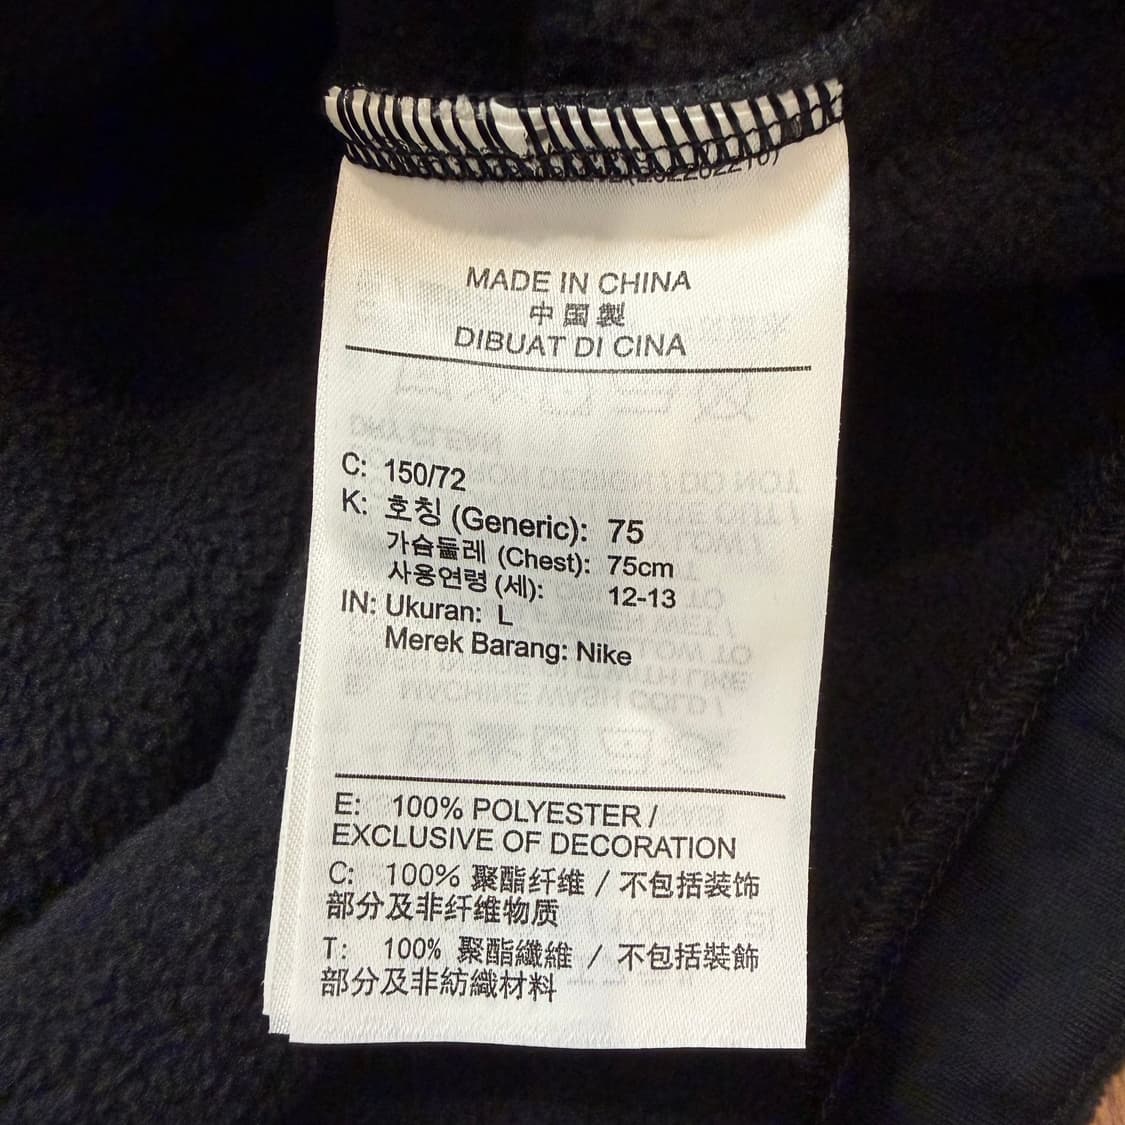 MADE IN CHINA
中国製
DIBUAT DI CINA
C: 150/72
K: 호칭 (Generic): 75
가슴둘레 (Chest): 75cm
사용연령 (세): 12-13
IN: Ukuran: L
Merek Barang: Nike
E: 100% POLYESTER /
EXCLUSIVE OF DECORATION
C: 100% 聚酯纤维 / 不包括装饰
部分及非纤维物质
T: 100% 聚酯纖維 / 不包括裝飾
部分及非紡織材料